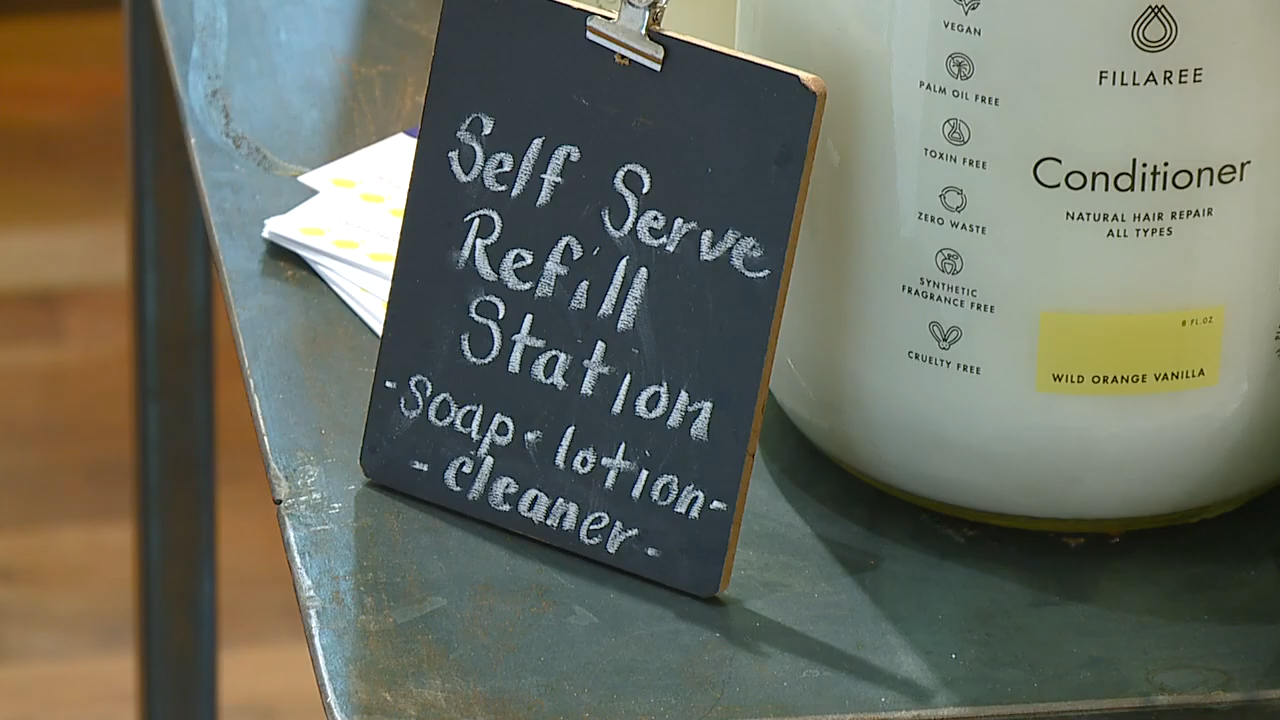 Self Serve
Refill
Station
-Soap • lotion-
-cleaner-
VEGAN
PALM OIL FREE
TOXIN FREE
ZERO WASTE
SYNTHETIC
FRAGRANCE FREE
CRUELTY FREE
FILLAREE
Conditioner
NATURAL HAIR REPAIR
ALL TYPES
8 FL.OZ
WILD ORANGE VANILLA